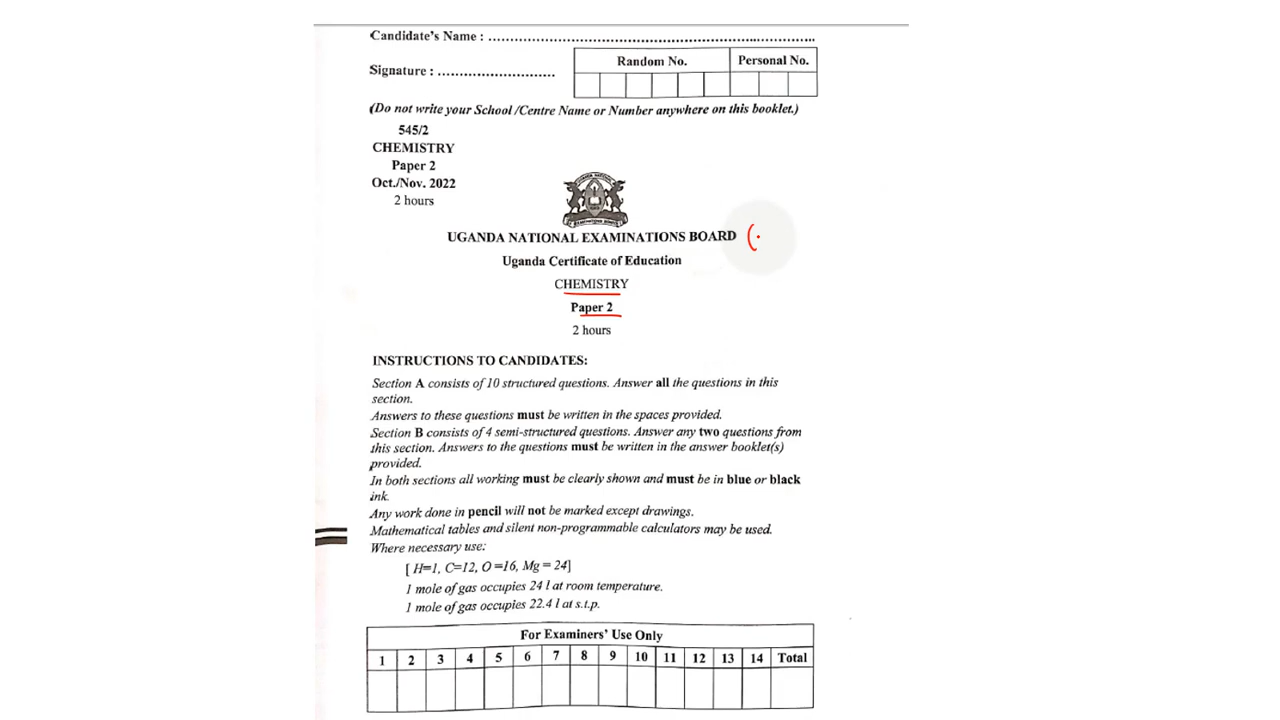 Candidate's Name : ..........................................................................................
Signature : ...........................
Random No.
Personal No.
(Do not write your School /Centre Name or Number anywhere on this booklet.)
545/2
CHEMISTRY
Paper 2
Oct./Nov. 2022
2 hours
UGANDA NATIONAL EXAMINATIONS BOARD (
Uganda Certificate of Education
CHEMISTRY
Paper 2
2 hours
INSTRUCTIONS TO CANDIDATES:
Section A consists of 10 structured questions. Answer all the questions in this
section.
Answers to these questions must be written in the spaces provided.
Section B consists of 4 semi-structured questions. Answer any two questions from
this section. Answers to the questions must be written in the answer booklet(s)
provided.
In both sections all working must be clearly shown and must be in blue or black
ink.
Any work done in pencil will not be marked except drawings.
Mathematical tables and silent non-programmable calculators may be used.
Where necessary use:
[ H=1, C=12, O =16, Mg = 24]
1 mole of gas occupies 24 l at room temperature.
1 mole of gas occupies 22.4 l at s.t.p.
For Examiners' Use Only
1 2 3 4 5 6 7 8 9 10 11 12 13 14 Total